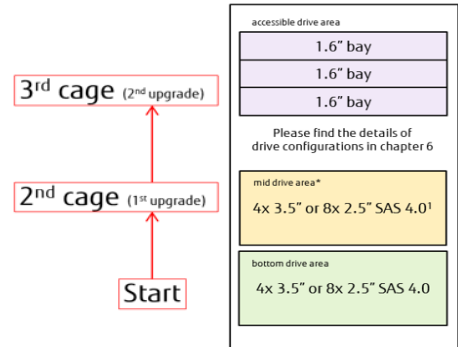 3rd cage (2nd upgrade)
2nd cage (1st upgrade)
Start
accessible drive area
1.6" bay
1.6" bay
1.6" bay
Please find the details of
drive configurations in chapter 6
mid drive area*
4x 3.5" or 8x 2.5" SAS 4.0¹
bottom drive area
4x 3.5" or 8x 2.5" SAS 4.0